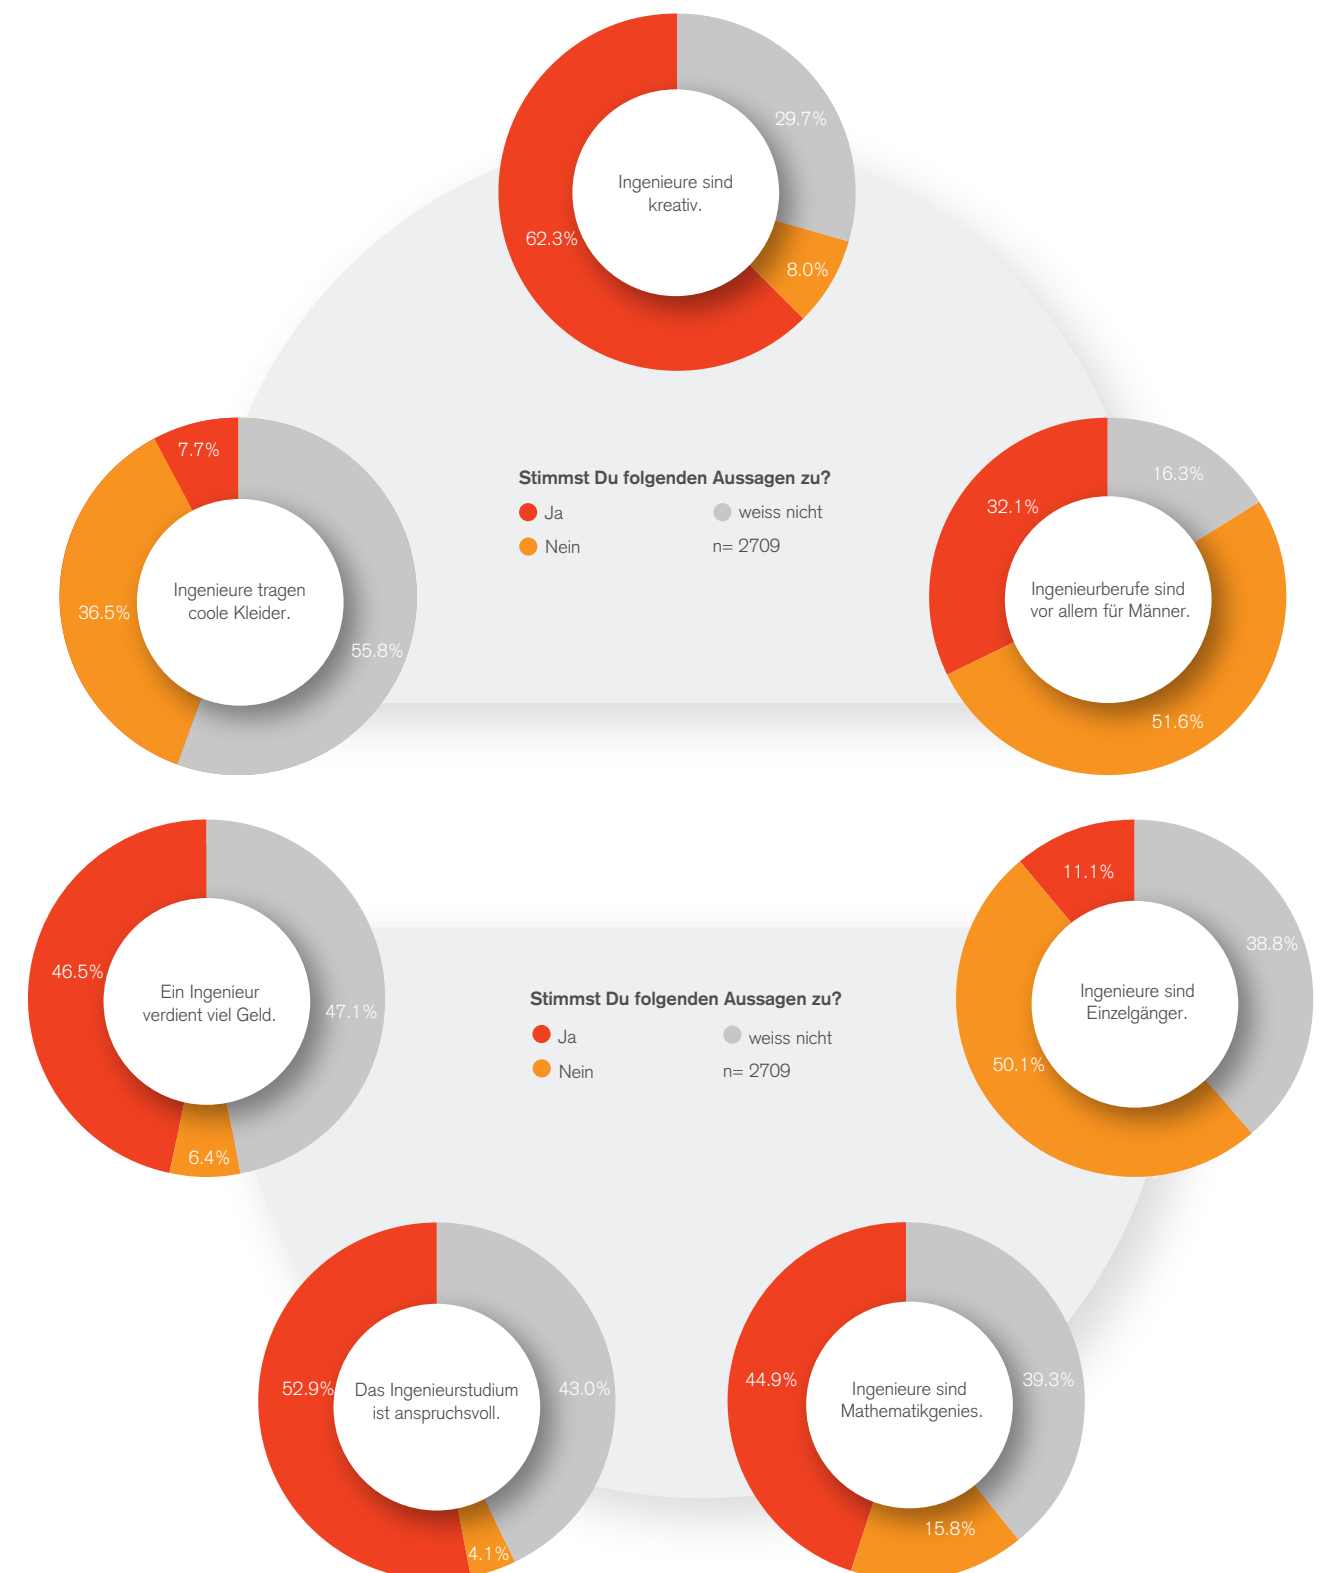 29.7%
Ingenieure sind
kreativ.
62.3%
8.0%
7.7%
36.5%
Ingenieure tragen
coole Kleider.
55.8%
Stimmst Du folgenden Aussagen zu?
Ja
weiss nicht
Nein
n= 2709
16.3%
32.1%
Ingenieurberufe sind
vor allem für Männer.
51.6%
46.5%
Ein Ingenieur
verdient viel Geld.
47.1%
6.4%
Stimmst Du folgenden Aussagen zu?
Ja
weiss nicht
Nein
n= 2709
11.1%
38.8%
Ingenieure sind
Einzelgänger.
50.1%
52.9%
Das Ingenieurstudium
ist anspruchsvoll.
43.0%
4.1%
44.9%
Ingenieure sind
Mathematikgenies.
39.3%
15.8%